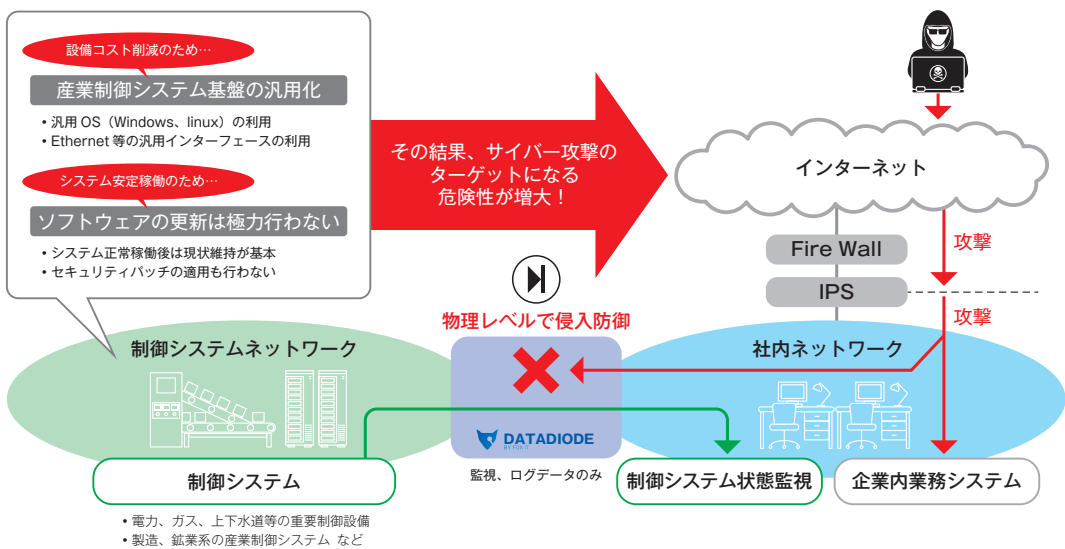 設備コスト削減のため…
産業制御システム基盤の汎用化
• 汎用 OS（Windows、linux）の利用
• Ethernet 等の汎用インターフェースの利用
システム安定稼働のため…
ソフトウェアの更新は極力行わない
• システム正常稼働後は現状維持が基本
• セキュリティパッチの適用も行わない
その結果、サイバー攻撃の
ターゲットになる
危険性が増大！
インターネット
Fire Wall
攻撃
IPS
攻撃
物理レベルで侵入防御
制御システムネットワーク
社内ネットワーク
DATADIODE
BY FOX IT
監視、ログデータのみ
制御システム
制御システム状態監視
企業内業務システム
• 電力、ガス、上下水道等の重要制御設備
• 製造、鉱業系の産業制御システム など